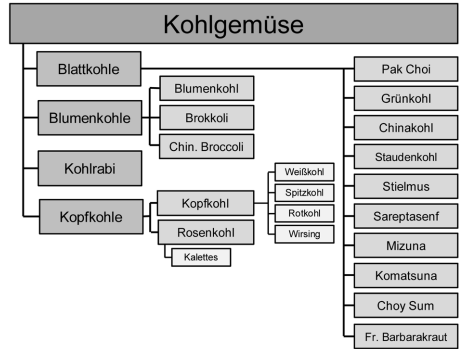 Kohlgemüse
Blattkohle
Blumenkohle
Blumenkohl
Brokkoli
Chin. Broccoli
Kohlrabi
Kopfkohle
Kopfkohl
Weißkohl
Spitzkohl
Rotkohl
Wirsing
Rosenkohl
Kalettes
Pak Choi
Grünkohl
Chinakohl
Staudenkohl
Stielmus
Sareptasenf
Mizuna
Komatsuna
Choy Sum
Fr. Barbarakraut